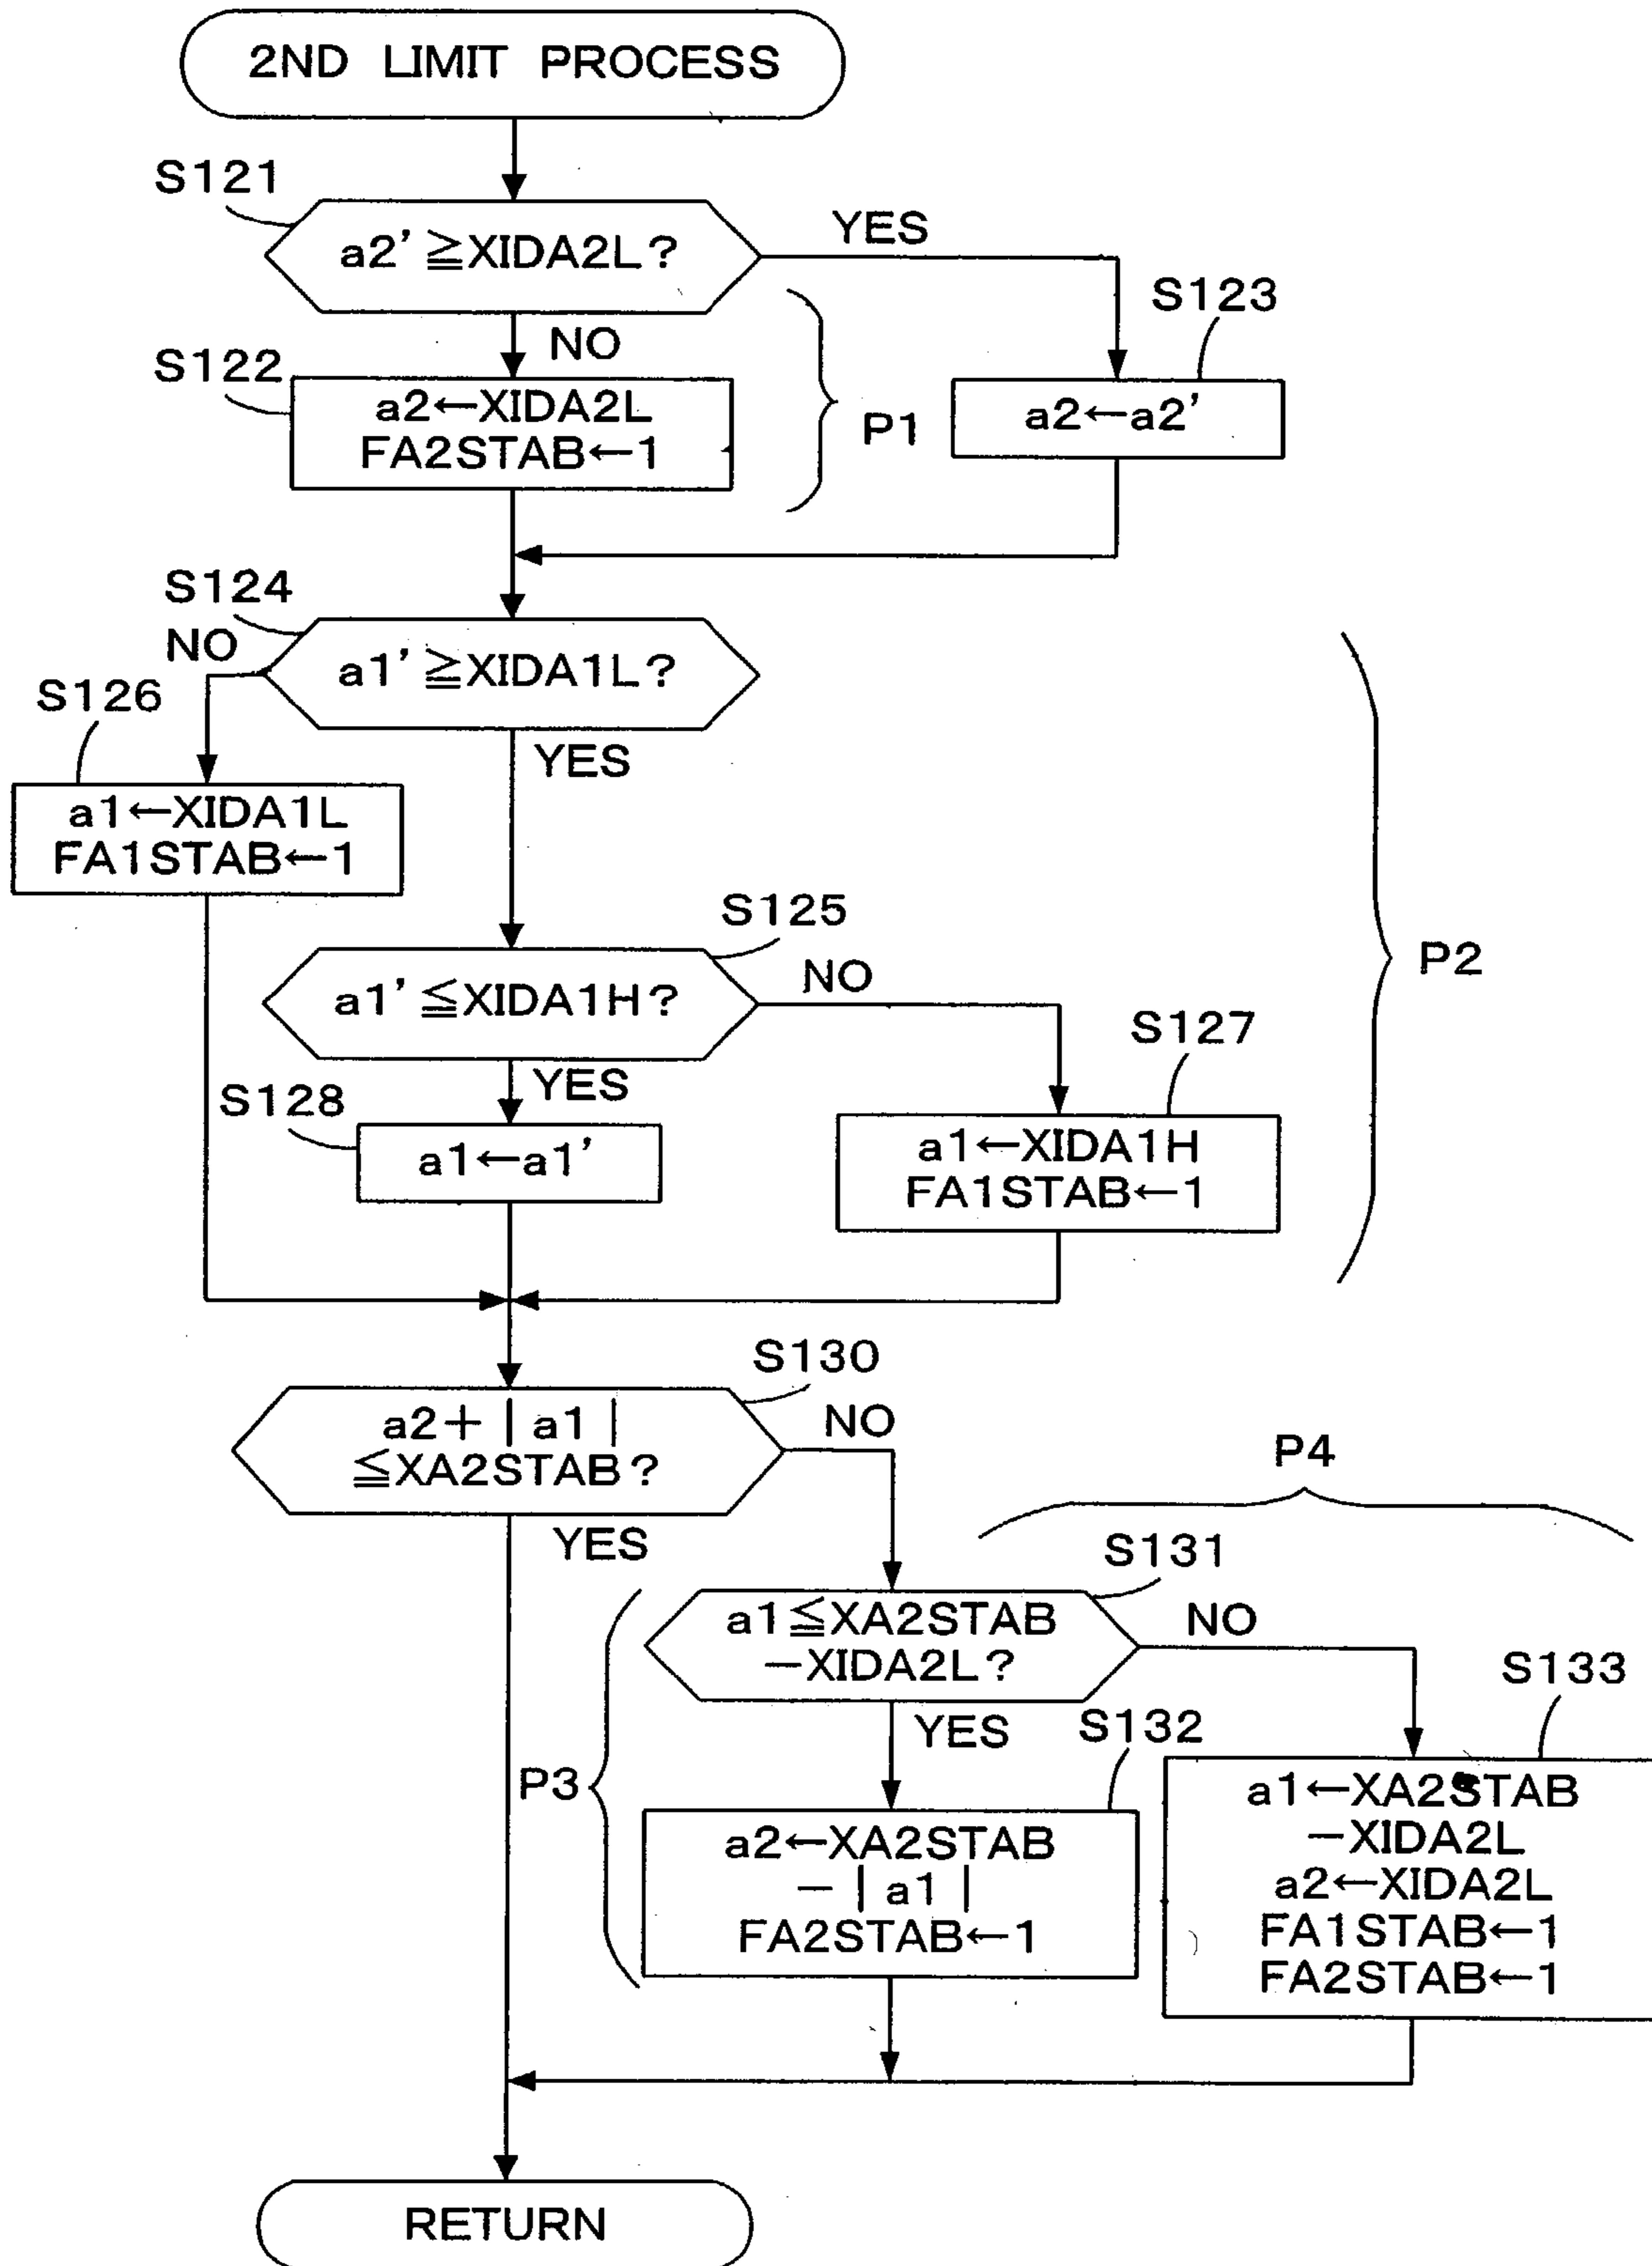 2ND LIMIT PROCESS
S121
a2' ≧XIDA2L?
YES
S123
NO
S122
a2←XIDA2L
FA2STAB←1
P1
a2←a2'
S124
NO
a1' ≧XIDA1L?
S126
YES
a1←XIDA1L
FA1STAB←1
S125
a1' ≦XIDA1H?
NO
P2
S127
YES
S128
a1←a1'
a1←XIDA1H
FA1STAB←1
S130
a2+ | a1 |
≦XA2STAB?
NO
YES
P4
S131
a1≦XA2STAB
−XIDA2L?
NO
S133
YES
S132
P3
a2←XA2STAB
− | a1 |
FA2STAB←1
a1←XA2STAB
−XIDA2L
a2←XIDA2L
FA1STAB←1
FA2STAB←1
RETURN